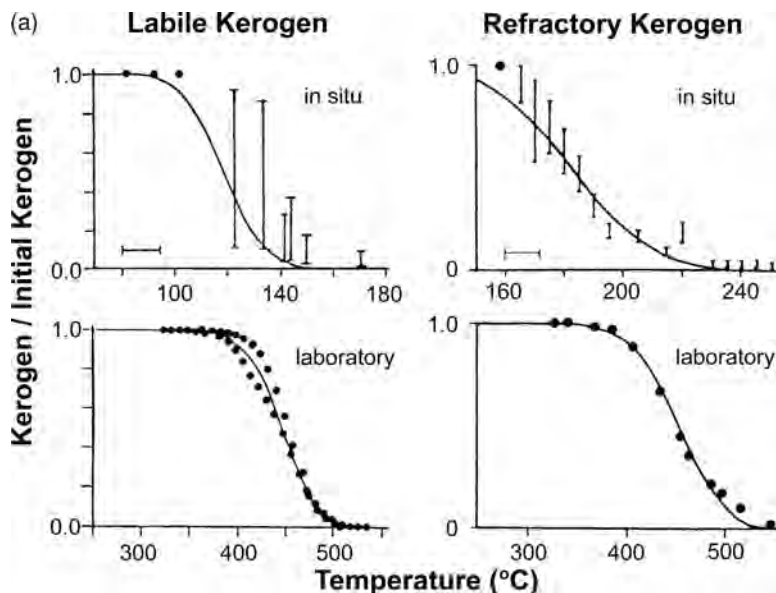 (a)
Labile Kerogen
Refractory Kerogen
Kerogen / Initial Kerogen
1.0
in situ
0.0
100
140
180
1.0
in situ
0
160
200
240
1.0
laboratory
0.0
300
400
500
1.0
laboratory
0
300
400
500
Temperature (°C)